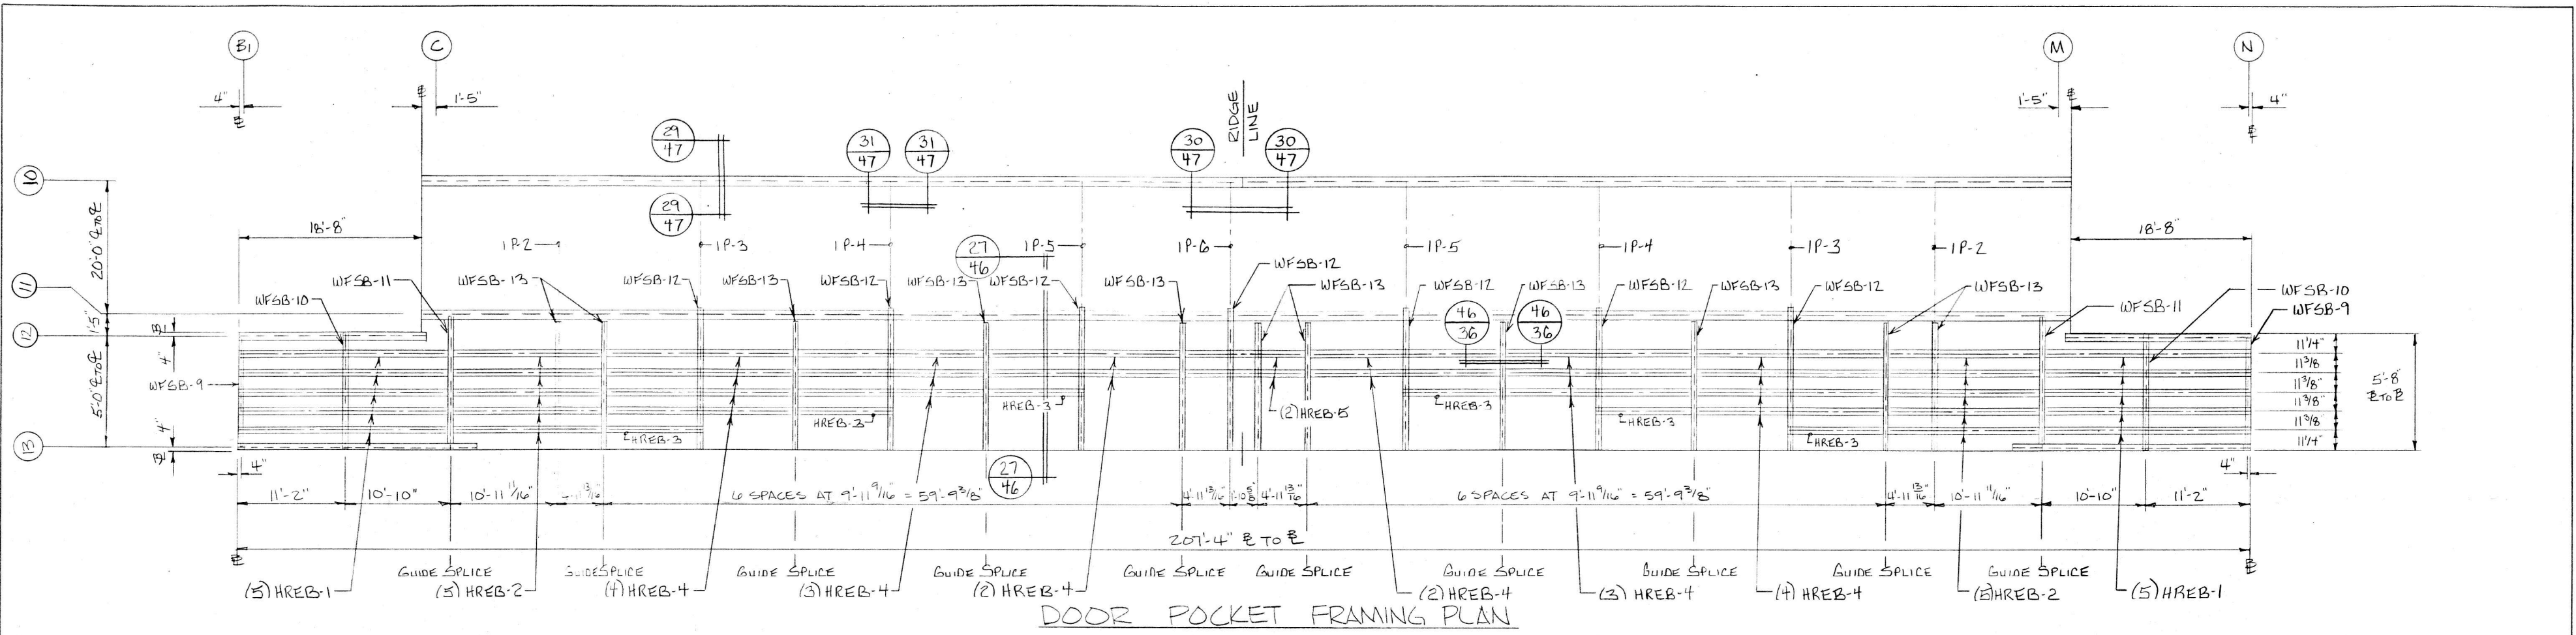 B1
C
M
N
4"
1'-5"
1'-5"
4"
RIDGE
LINE
29
47
31
47
31
47
30
47
30
47
10
29
47
20'-0" ℄ TO ℄
18'-8"
18'-8"
1P-2
1P-3
1P-4
27
46
1P-5
1P-6
1P-5
1P-4
1P-3
1P-2
11
WFSB-10
WFSB-11
WFSB-13
WFSB-12
WFSB-13
WFSB-12
WFSB-13
WFSB-12
WFSB-13
WFSB-12
WFSB-13
WFSB-12
WFSB-13
WFSB-12
WFSB-13
WFSB-12
WFSB-13
WFSB-11
WFSB-10
WFSB-9
46
36
46
36
1'-5"
12
4"
5'-0" ℄ TO ℄
WFSB-9
4"
13
HREB-3
HREB-3
HREB-3
(2) HREB-5
HREB-3
HREB-3
HREB-3
11 1/4"
11 3/8
11 3/8"
11 3/8"
11 3/8
11 1/4"
5'-8"
TO
4"
27
46
4"
11'-2"
10'-10"
10'-11 11/16"
6 SPACES AT 9'-11 9/16" = 59'-9 3/8"
4'-11 13/16"
4'-11 13/16
6 SPACES AT 9'-11 9/16" = 59'-9 3/8"
4'-11 13/16
10'-11 11/16"
10'-10"
11'-2"
207'-4" TO
GUIDE SPLICE
GUIDE SPLICE
GUIDE SPLICE
GUIDE SPLICE
GUIDE SPLICE
GUIDE SPLICE
GUIDE SPLICE
GUIDE SPLICE
GUIDE SPLICE
GUIDE SPLICE
(5) HREB-1
(5) HREB-2
(4) HREB-4
(3) HREB-4
(2) HREB-4
(2) HREB-4
(3) HREB-4
(4) HREB-4
(5) HREB-2
(5) HREB-1
DOOR POCKET FRAMING PLAN